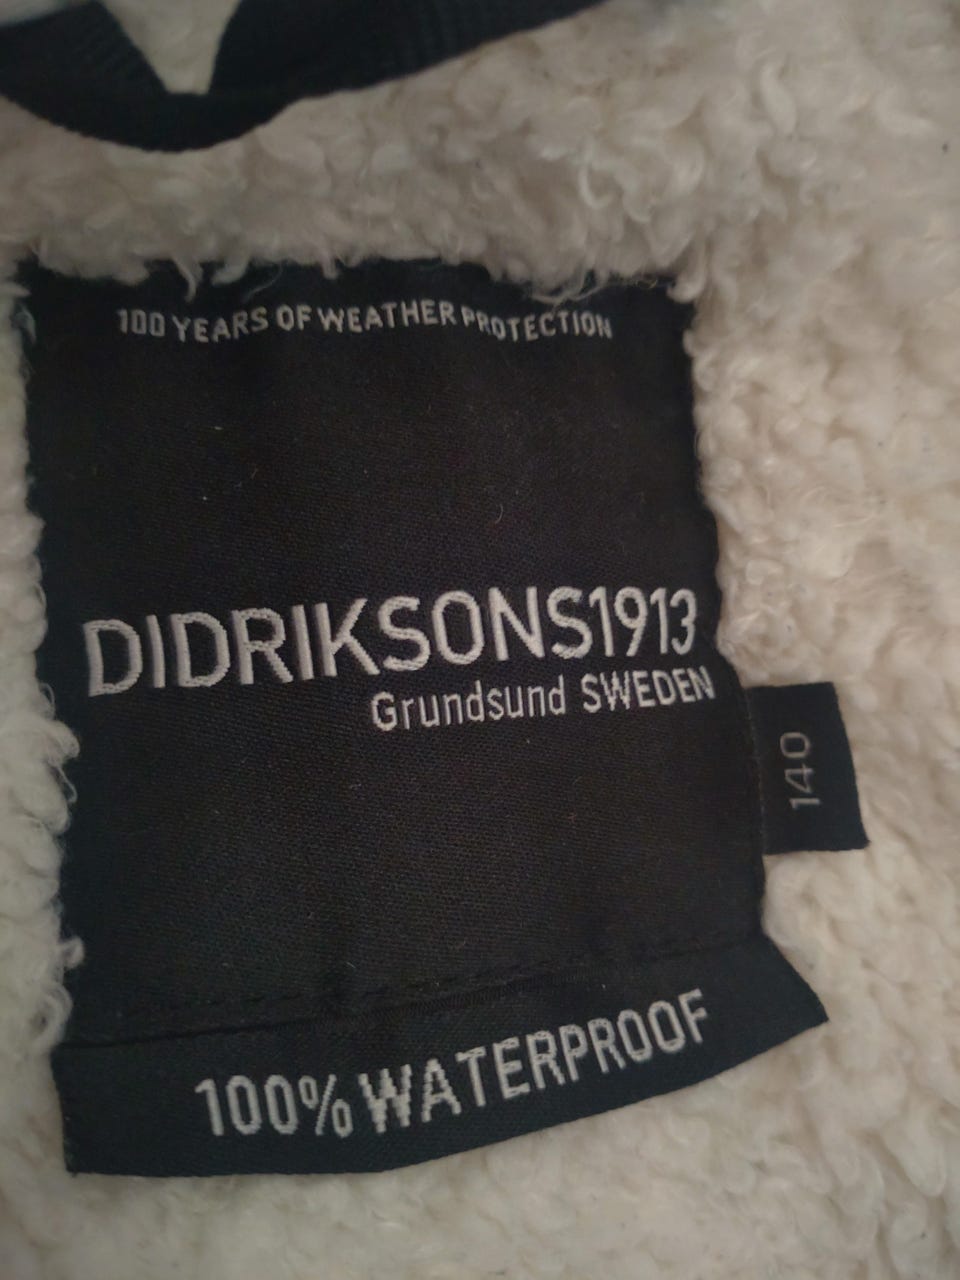 100 YEARS OF WEATHER PROTECTION
DIDRIKSONS1913
Grundsund SWEDEN
140
100% WATERPROOF